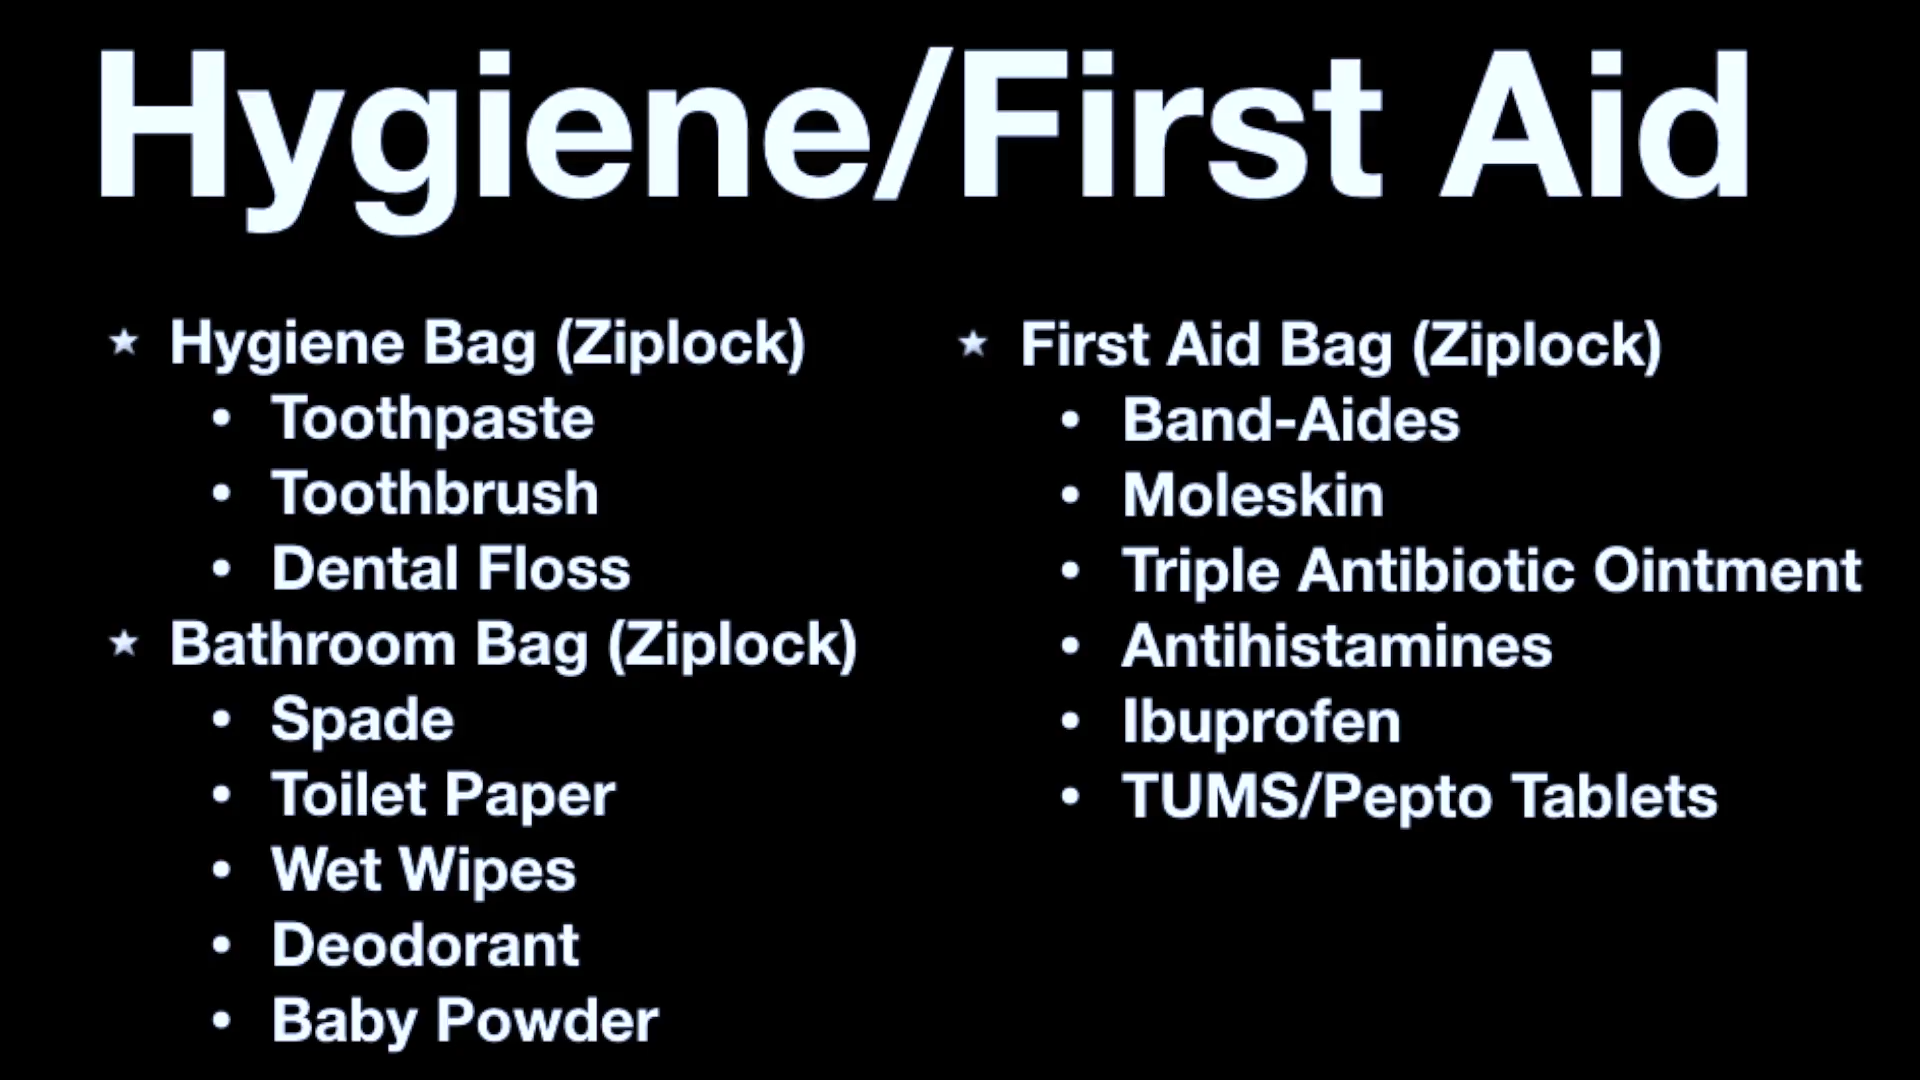 Hygiene/First Aid
★ Hygiene Bag (Ziplock)
• Toothpaste
• Toothbrush
• Dental Floss
★ Bathroom Bag (Ziplock)
• Spade
• Toilet Paper
• Wet Wipes
• Deodorant
• Baby Powder
★ First Aid Bag (Ziplock)
• Band-Aides
• Moleskin
• Triple Antibiotic Ointment
• Antihistamines
• Ibuprofen
• TUMS/Pepto Tablets